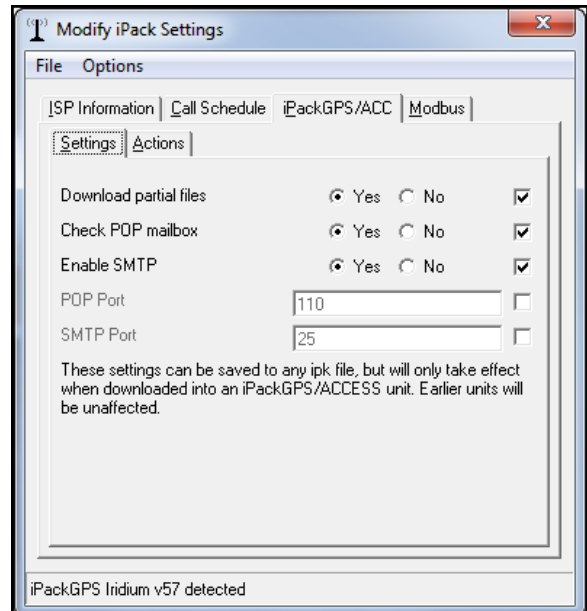 Modify iPack Settings
File Options
ISP Information Call Schedule iPackGPS/ACC Modbus
Settings Actions
Download partial files Yes No
Check POP mailbox Yes No
Enable SMTP Yes No
POP Port 110
SMTP Port 25
These settings can be saved to any ipk file, but will only take effect
when downloaded into an iPackGPS/ACCESS unit. Earlier units will
be unaffected.
iPackGPS Iridium v57 detected